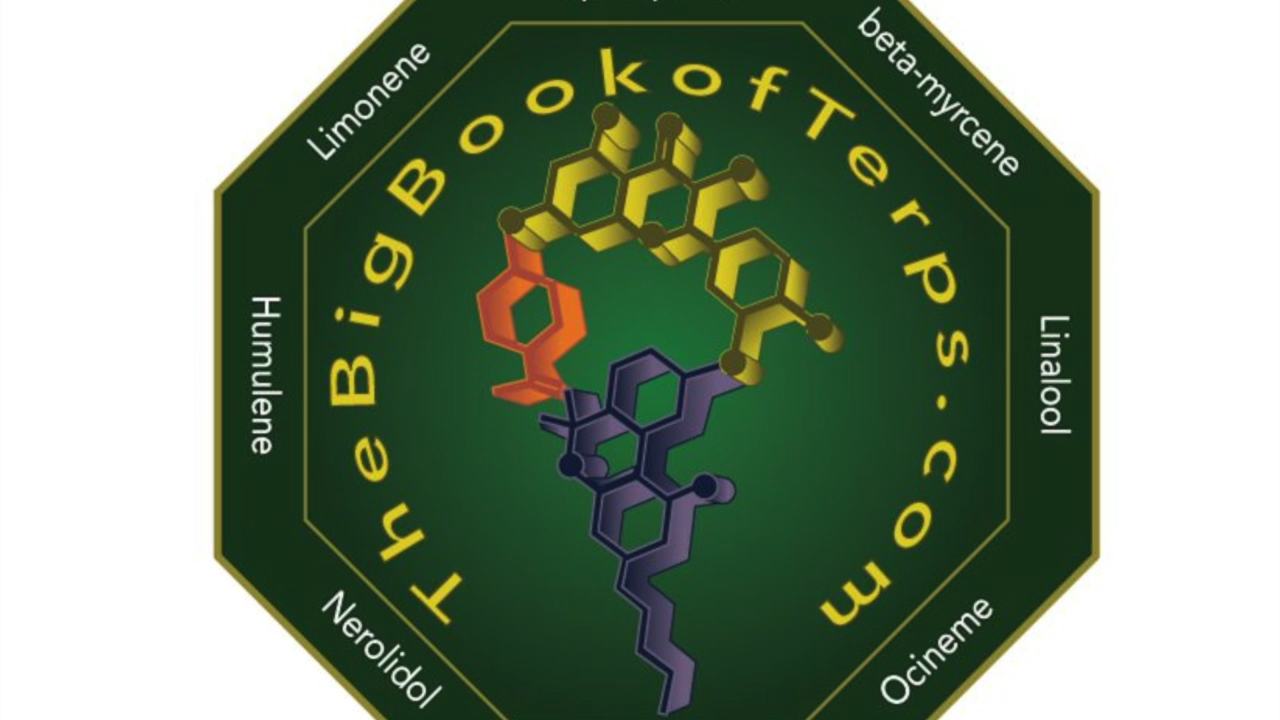 Limonene
beta-myrcene
TheBigBookofTerps.com
Humulene
Linalool
Nerolidol
Ocineme